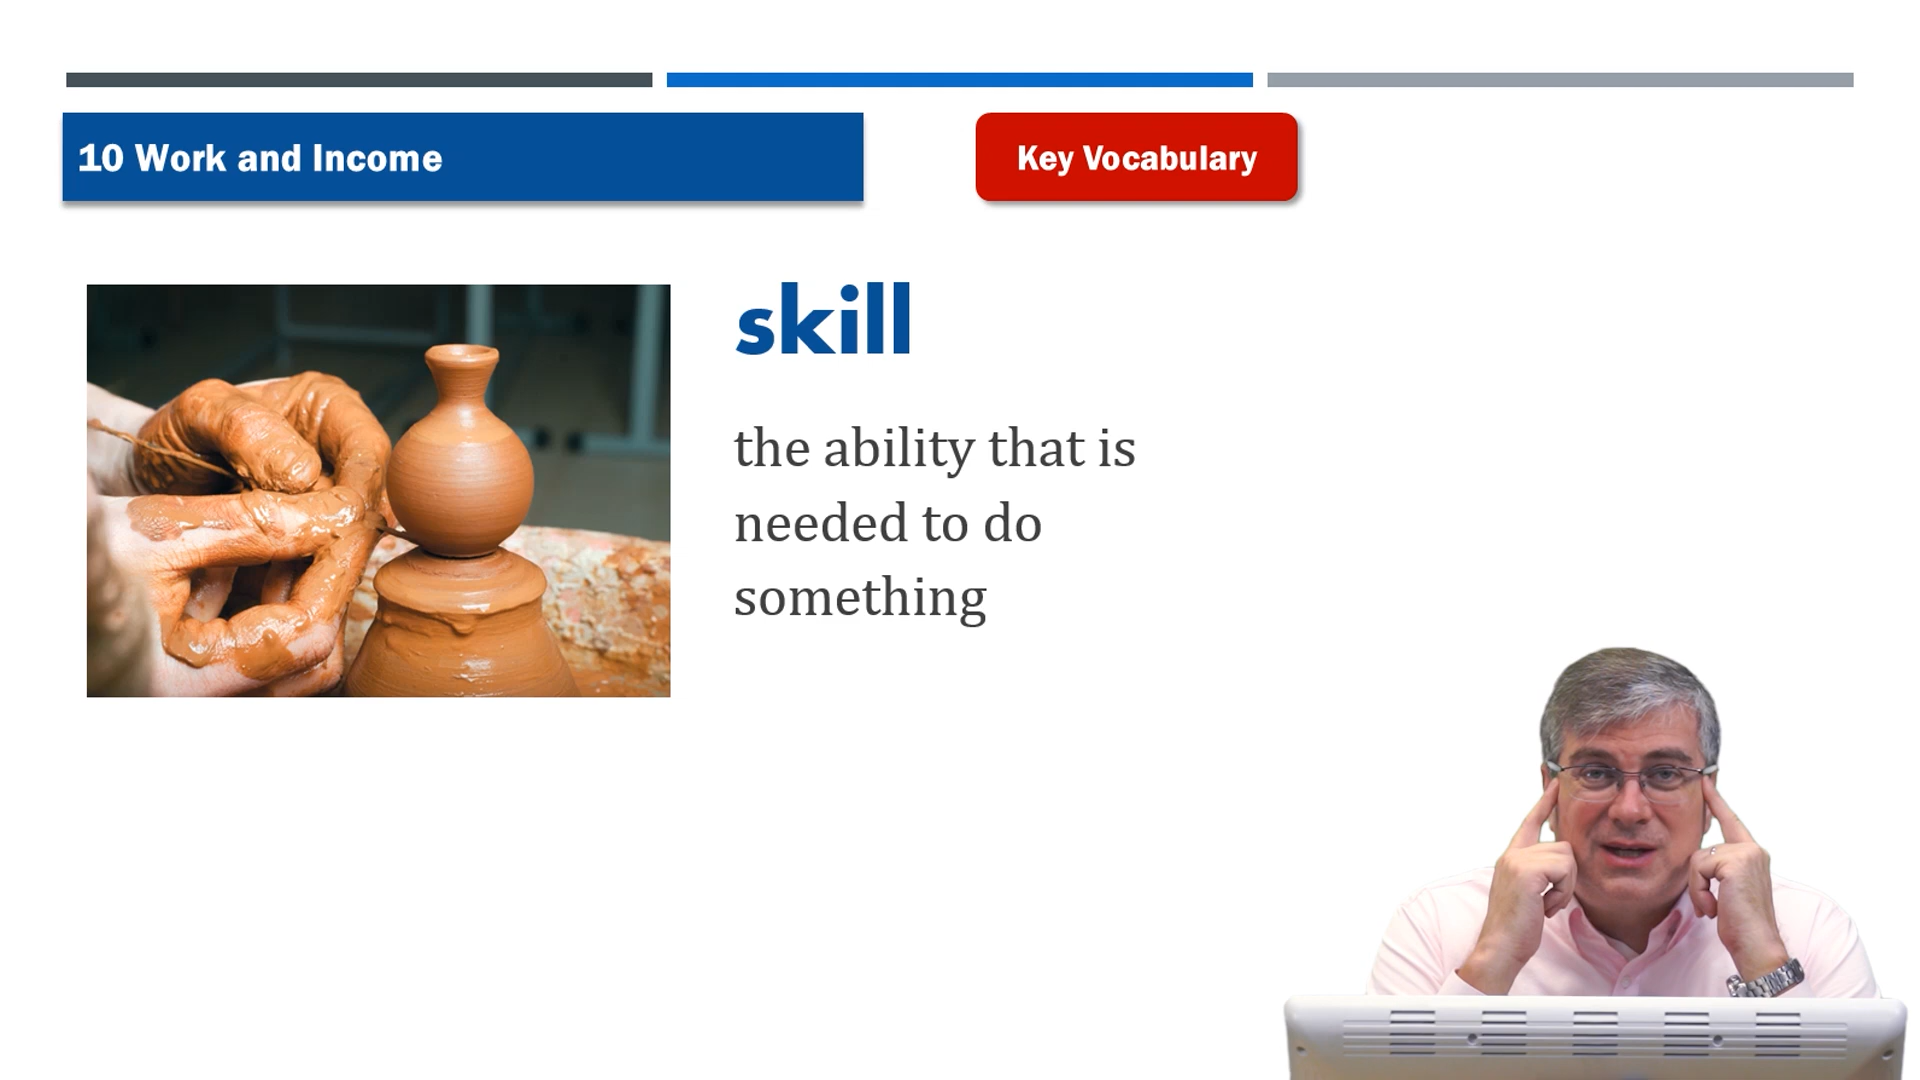 10 Work and Income
Key Vocabulary
skill
the ability that is
needed to do
something